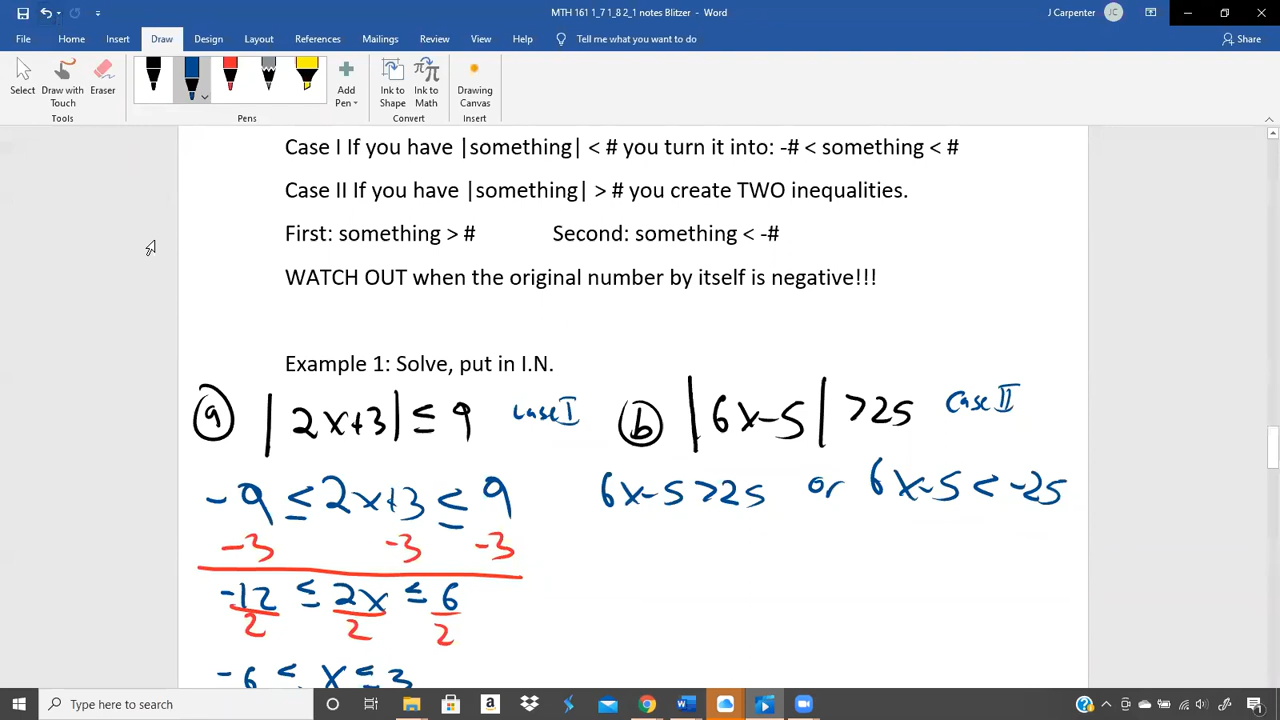 MTH 161 1_7 1_8 2_1 notes Blitzer - Word
J Carpenter JC
File Home Insert Draw Design Layout References Mailings Review View Help Tell me what you want to do Share
Select Draw with Touch Eraser Add Pen Ink to Shape Ink to Math Drawing Canvas
Tools Pens Convert Insert
Case I If you have |something| < # you turn it into: -# < something < #
Case II If you have |something| > # you create TWO inequalities.
First: something > # Second: something < -#
WATCH OUT when the original number by itself is negative!!!
Example 1: Solve, put in I.N.
ⓐ |2x+3| ≤ 9 Case I ⓑ |6x-5| >25 Case II
-9 ≤ 2x+3 ≤ 9 6x-5 >25 or 6x-5 < -25
-3 -3 -3
-12 ≤ 2x ≤ 6
2 2 2
-6 ≤ x ≤ 3
Type here to search